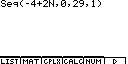 Seq(-4+2N,0,29,1)
LIST MAT CPLX CALC NUM ▷